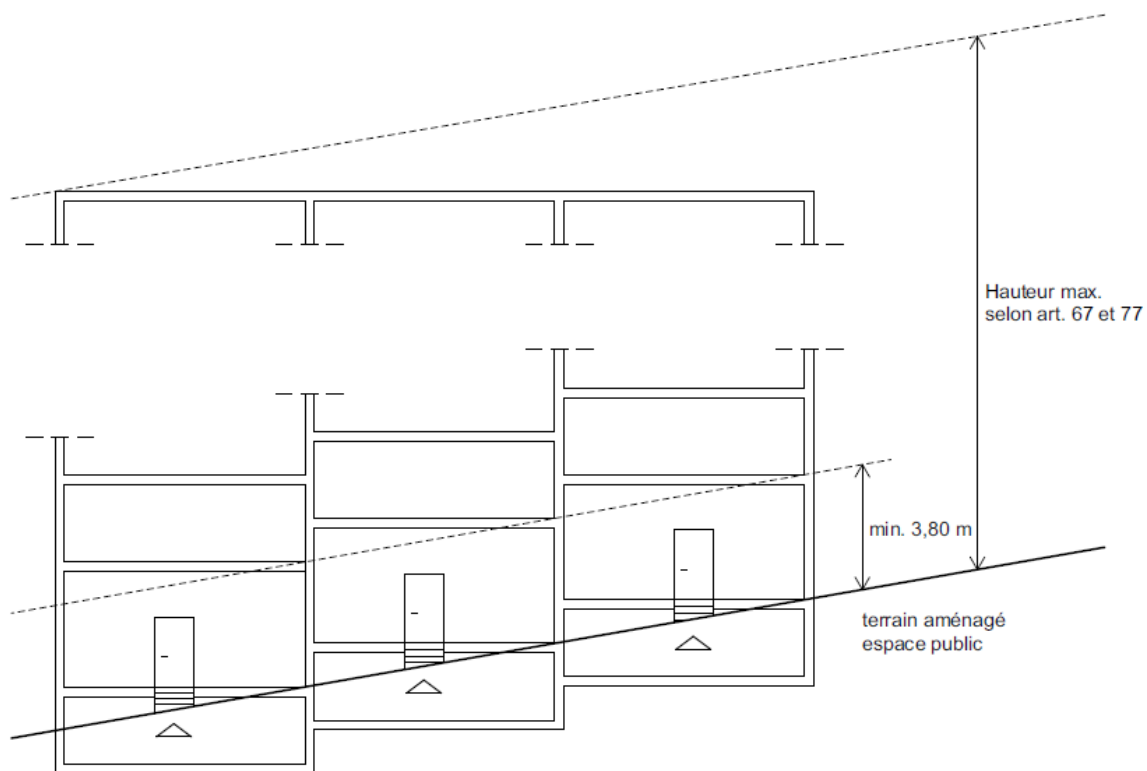 Hauteur max.
selon art. 67 et 77
min. 3,80 m
terrain aménagé
espace public